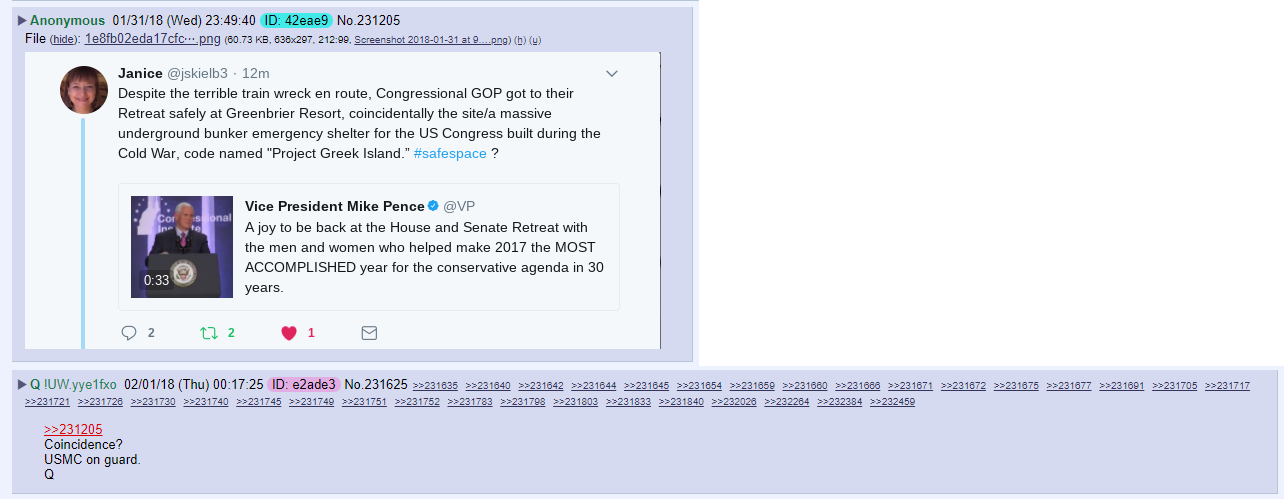 ▶ Anonymous 01/31/18 (Wed) 23:49:40 ID: 42eae9 No.231205
File (hide): 1e8fb02eda17cfc⋯.png (60.73 KB, 636x297, 212:99, Screenshot 2018-01-31 at 9….png) (h) (u)
Janice @jskielb3 · 12m
Despite the terrible train wreck en route, Congressional GOP got to their
Retreat safely at Greenbrier Resort, coincidentally the site/a massive
underground bunker emergency shelter for the US Congress built during the
Cold War, code named "Project Greek Island.” #safespace ?
Vice President Mike Pence @VP
A joy to be back at the House and Senate Retreat with
the men and women who helped make 2017 the MOST
ACCOMPLISHED year for the conservative agenda in 30
years.
0:33
2 2 1
▶ Q !UW.yye1fxo 02/01/18 (Thu) 00:17:25 ID: e2ade3 No.231625 >>231635 >>231640 >>231642 >>231644 >>231645 >>231654 >>231659 >>231660 >>231666 >>231671 >>231672 >>231675 >>231677 >>231691 >>231705 >>231717
>>231721 >>231726 >>231730 >>231740 >>231745 >>231749 >>231751 >>231752 >>231783 >>231798 >>231803 >>231833 >>231840 >>232026 >>232264 >>232384 >>232459
>>231205
Coincidence?
USMC on guard.
Q